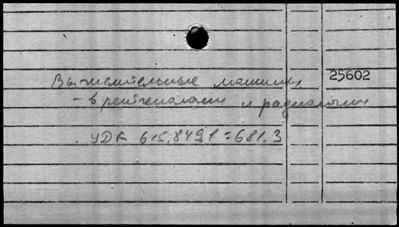 Вычислительные машины 25602
- в рентгенологии и радиологии
УДК 615.849.1=681.3